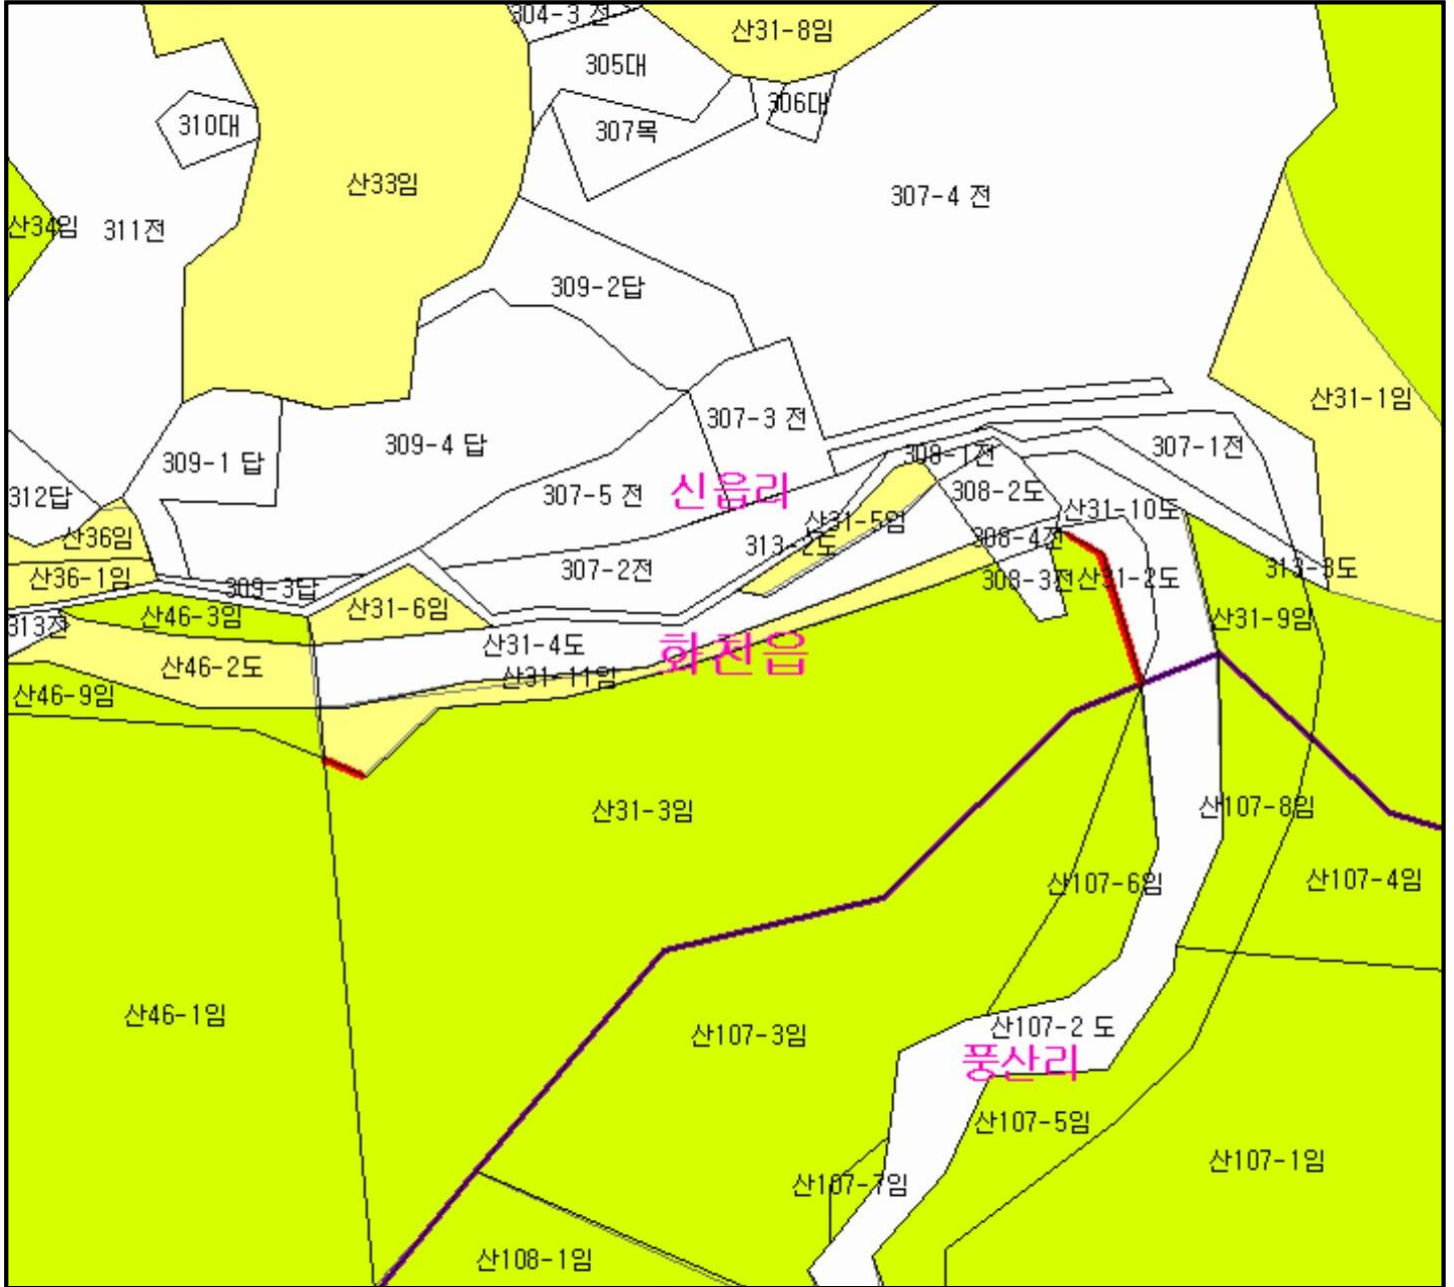 304-3 전
산31-8임
305대
306대
310대
307목
산33임
307-4 전
산34임
311전
309-2답
산31-1임
307-3 전
309-4 답
307-1전
308-1전
309-1 답
신읍리
308-2도
312답
307-5 전
산31-10도
산31-5임
산36임
308-4전
313-2도
307-2전
313-3도
산36-1임
308-3전
산31-2도
309-3답
산31-6임
산46-3임
산31-9임
313전
산31-4도
화천읍
산46-2도
산31-11임
산46-9임
산31-3임
산107-8임
산107-6임
산107-4임
산46-1임
산107-3임
산107-2 도
풍산리
산107-5임
산107-1임
산107-7임
산108-1임